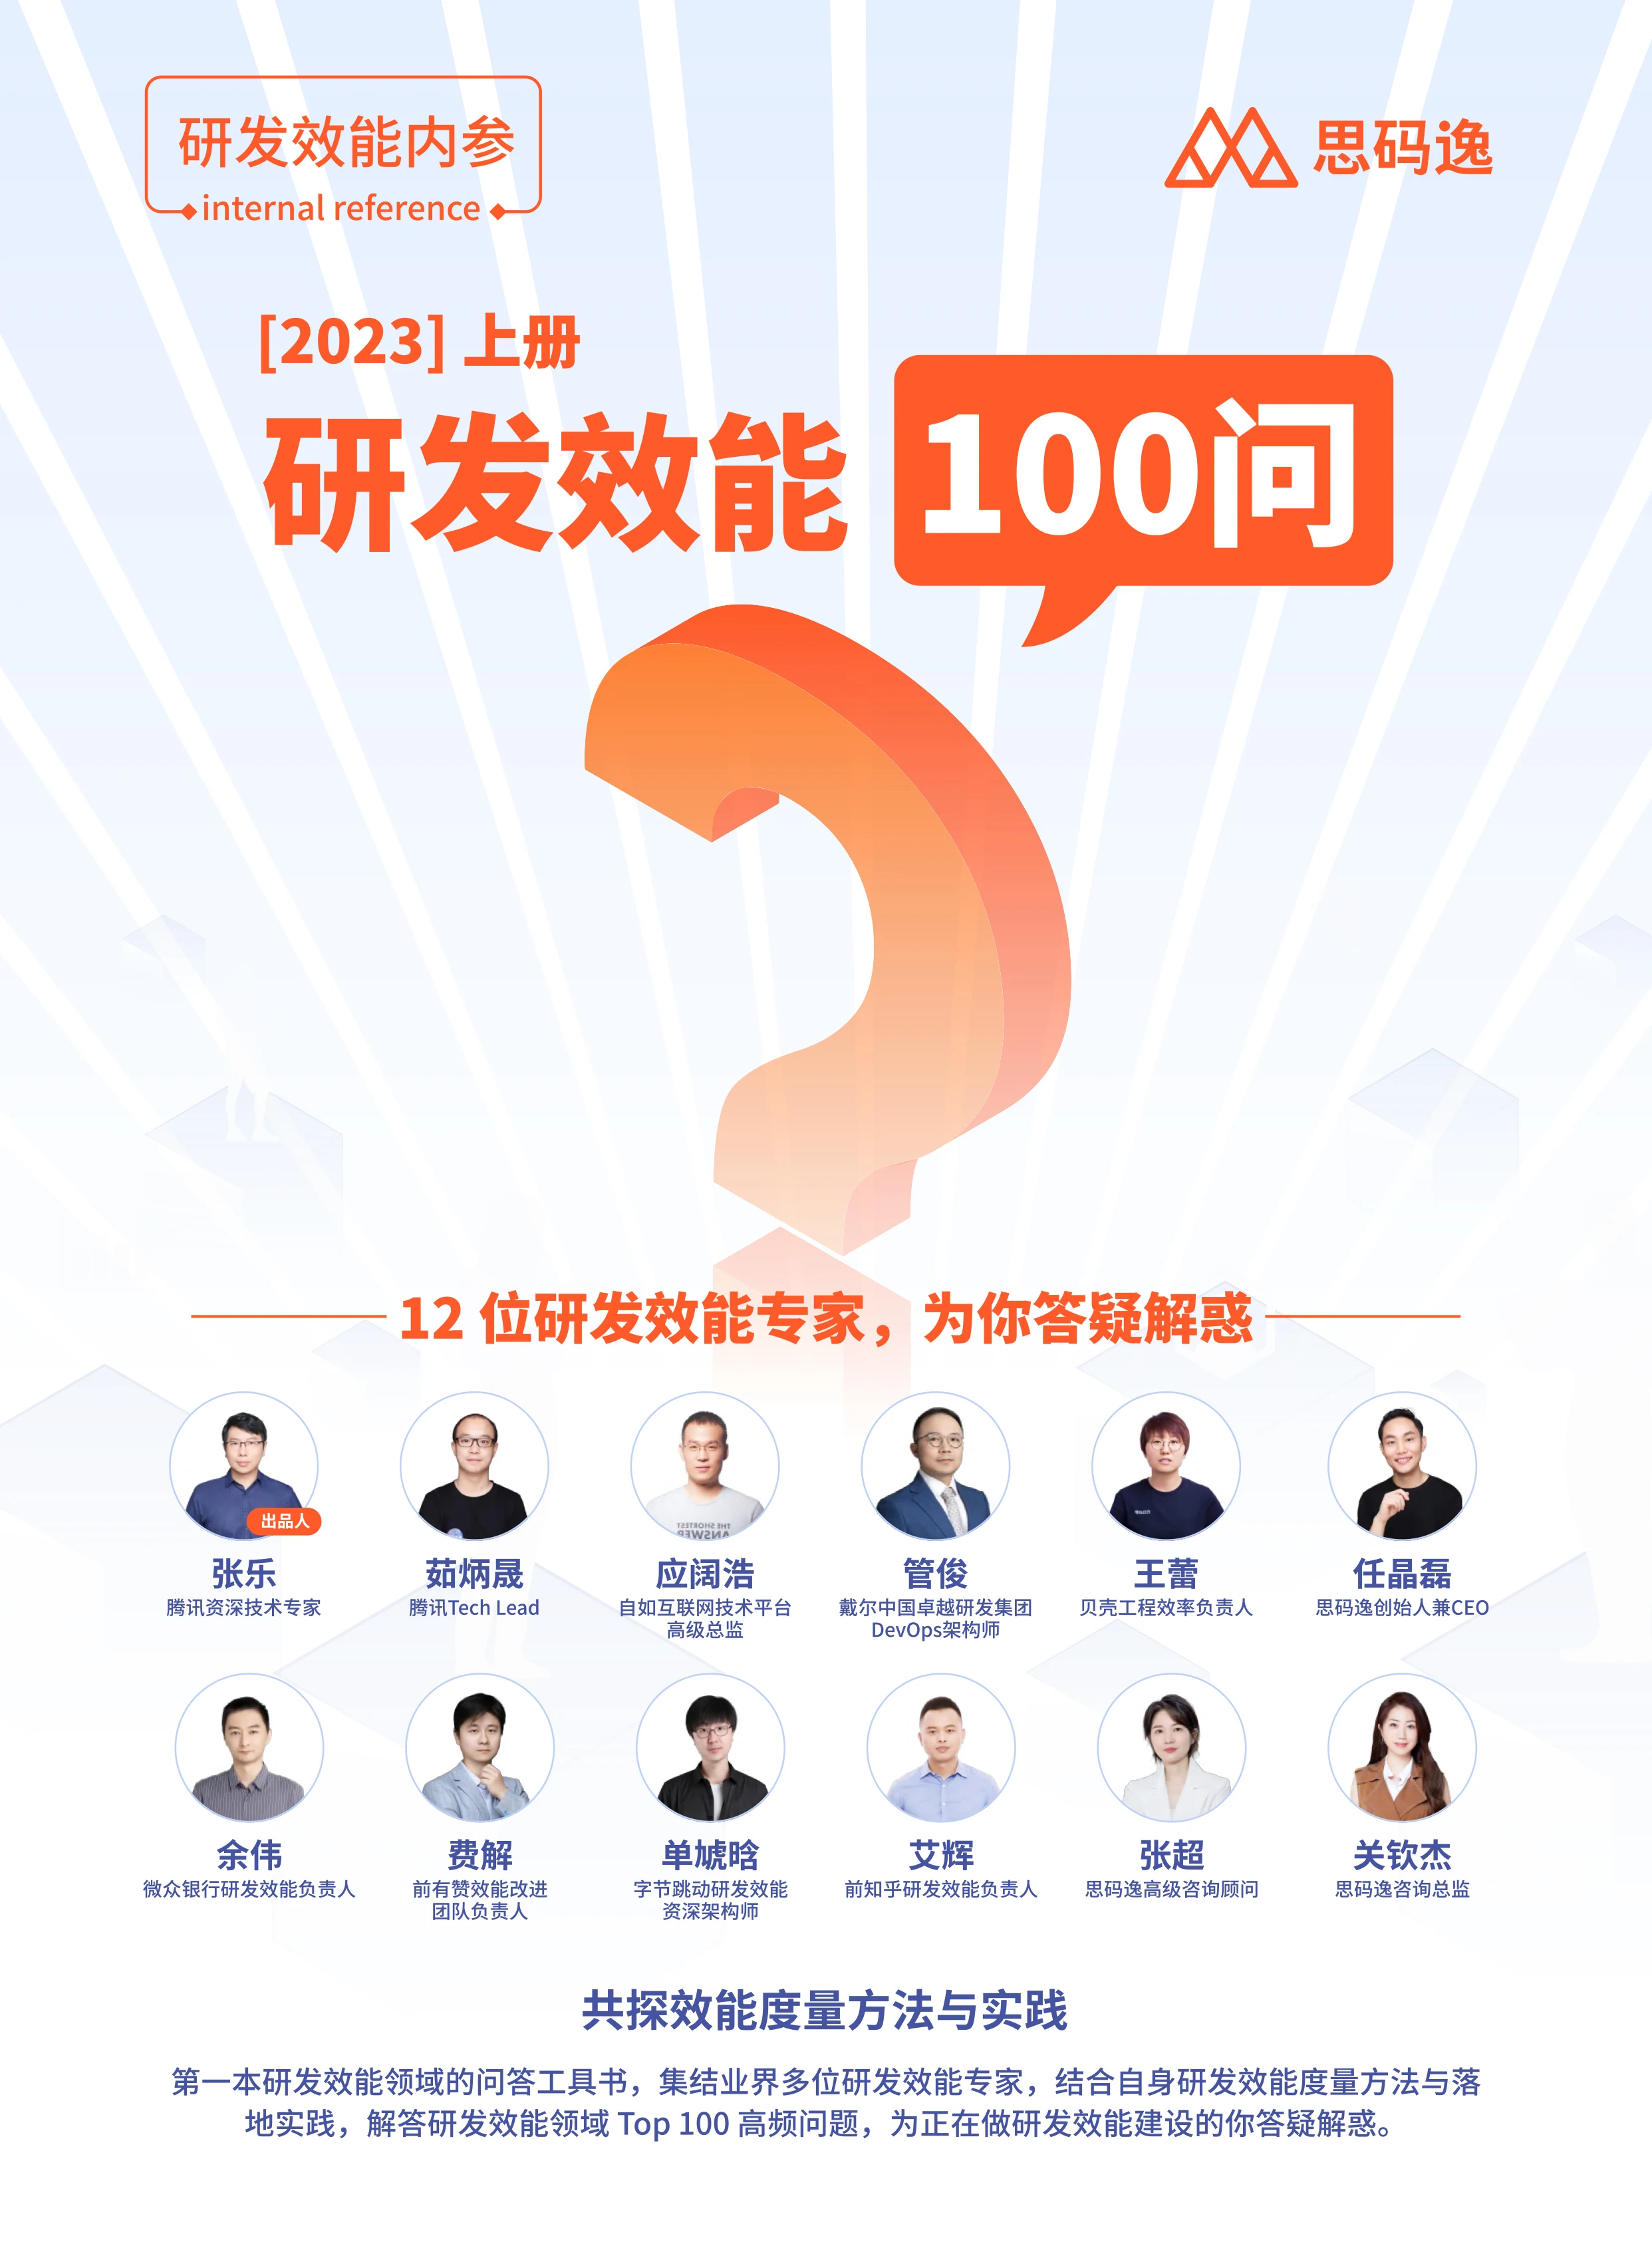 研发效能内参
internal reference
思码逸
[2023] 上册
研发效能 100问
12 位研发效能专家，为你答疑解惑
出品人
THE SHORTEST
ANSWER
张乐
腾讯资深技术专家
茹炳晟
腾讯Tech Lead
应阔浩
自如互联网技术平台
高级总监
管俊
戴尔中国卓越研发集团
DevOps架构师
王蕾
贝壳工程效率负责人
任晶磊
思码逸创始人兼CEO
余伟
微众银行研发效能负责人
费解
前有赞效能改进
团队负责人
单虓晗
字节跳动研发效能
资深架构师
艾辉
前知乎研发效能负责人
张超
思码逸高级咨询顾问
关钦杰
思码逸咨询总监
共探效能度量方法与实践
第一本研发效能领域的问答工具书，集结业界多位研发效能专家，结合自身研发效能度量方法与落
地实践，解答研发效能领域 Top 100 高频问题，为正在做研发效能建设的你答疑解惑。